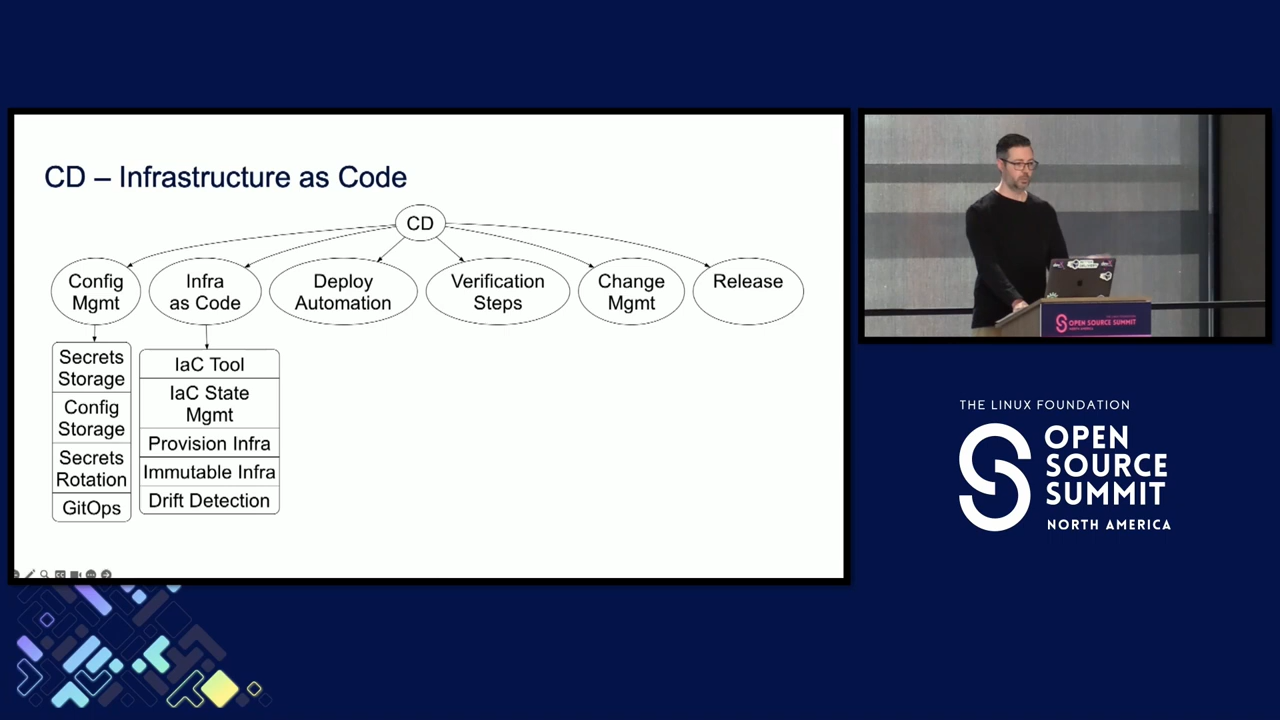 CD – Infrastructure as Code
CD
Config
Mgmt
Infra
as Code
Deploy
Automation
Verification
Steps
Change
Mgmt
Release
Secrets
Storage
Config
Storage
Secrets
Rotation
GitOps
IaC Tool
IaC State
Mgmt
Provision Infra
Immutable Infra
Drift Detection
OPEN SOURCE SUMMIT
THE LINUX FOUNDATION
OPEN
SOURCE
SUMMIT
NORTH AMERICA